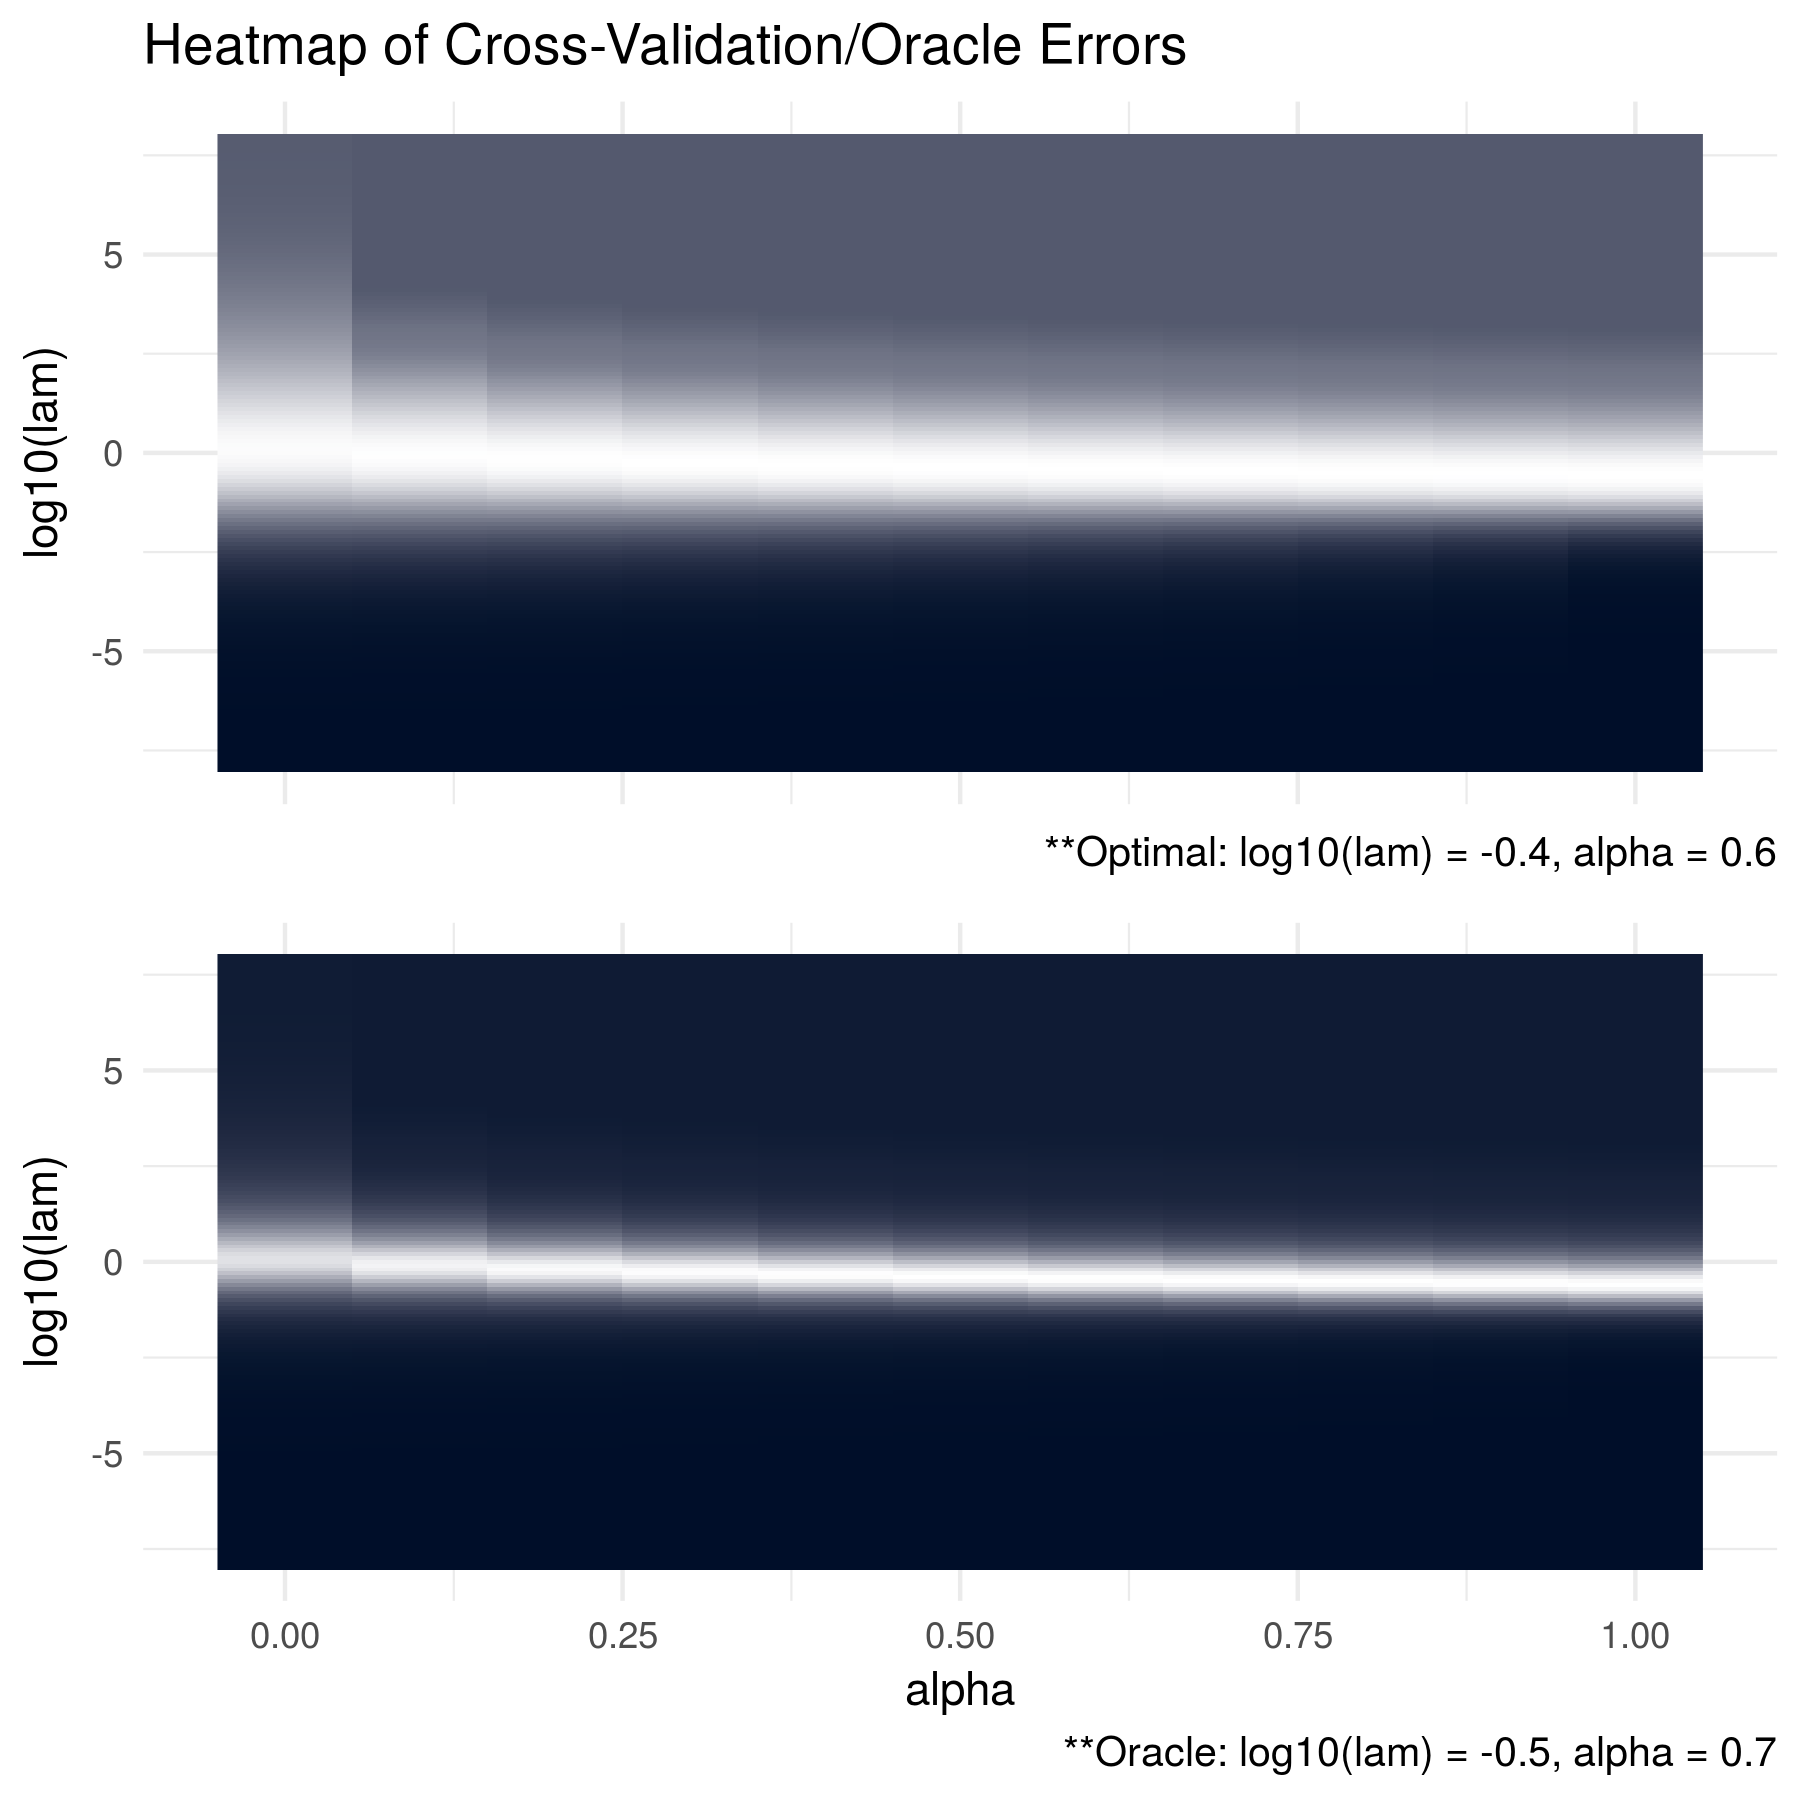 Heatmap of Cross-Validation/Oracle Errors
log10(lam)
5
0
-5
**Optimal: log10(lam) = -0.4, alpha = 0.6
log10(lam)
5
0
-5
0.00 0.25 0.50 0.75 1.00
alpha
**Oracle: log10(lam) = -0.5, alpha = 0.7